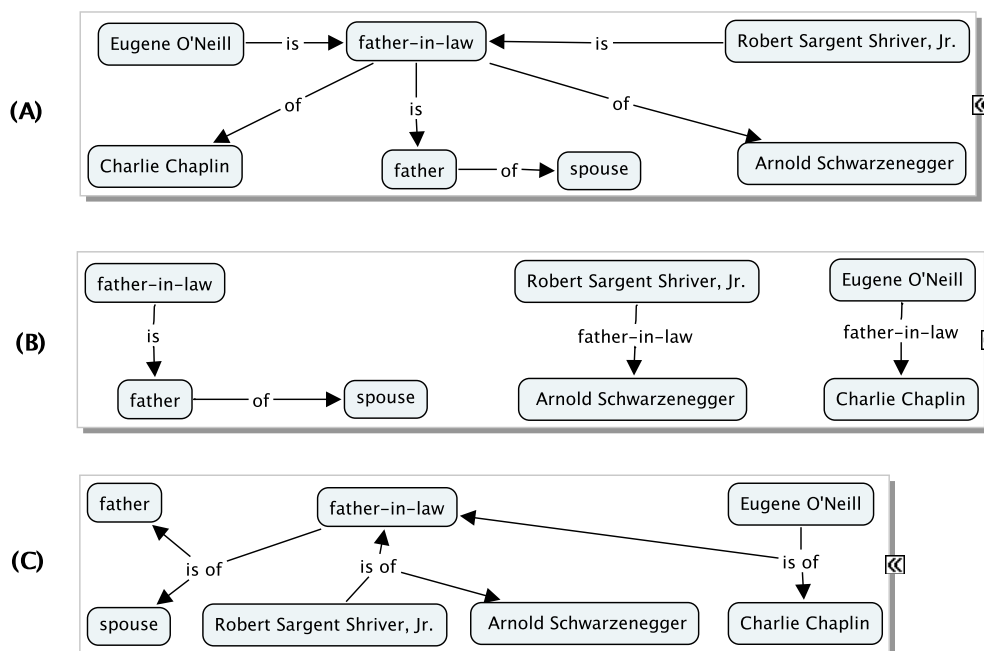 (A)
Eugene O'Neill
is
father-in-law
is
Robert Sargent Shriver, Jr.
of
is
of
Charlie Chaplin
father
of
spouse
Arnold Schwarzenegger
(B)
father-in-law
is
father
of
spouse
Robert Sargent Shriver, Jr.
father-in-law
Arnold Schwarzenegger
Eugene O'Neill
father-in-law
Charlie Chaplin
(C)
father
father-in-law
Eugene O'Neill
is of
is of
is of
spouse
Robert Sargent Shriver, Jr.
Arnold Schwarzenegger
Charlie Chaplin